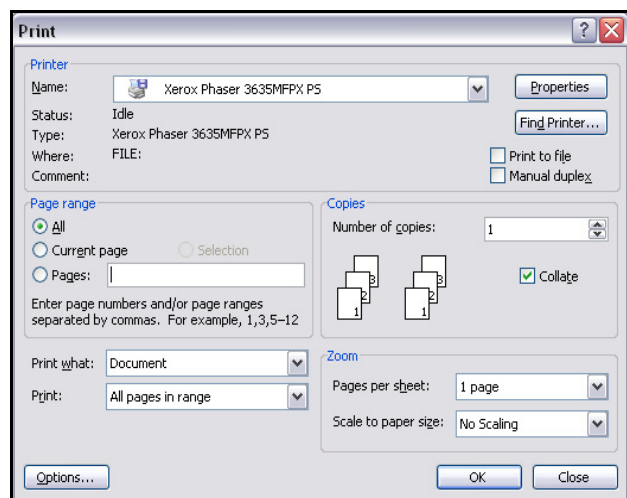 Print
Printer
Name: Xerox Phaser 3635MFPX PS Properties
Status: Idle
Find Printer...
Type: Xerox Phaser 3635MFPX PS
Where: FILE: Print to file
Comment: Manual duplex
Page range
All
Current page Selection
Pages:
Enter page numbers and/or page ranges
separated by commas. For example, 1,3,5–12
Copies
Number of copies: 1
1 2 3 1 2 3
Collate
Print what: Document
Print: All pages in range
Zoom
Pages per sheet: 1 page
Scale to paper size: No Scaling
Options... OK Close